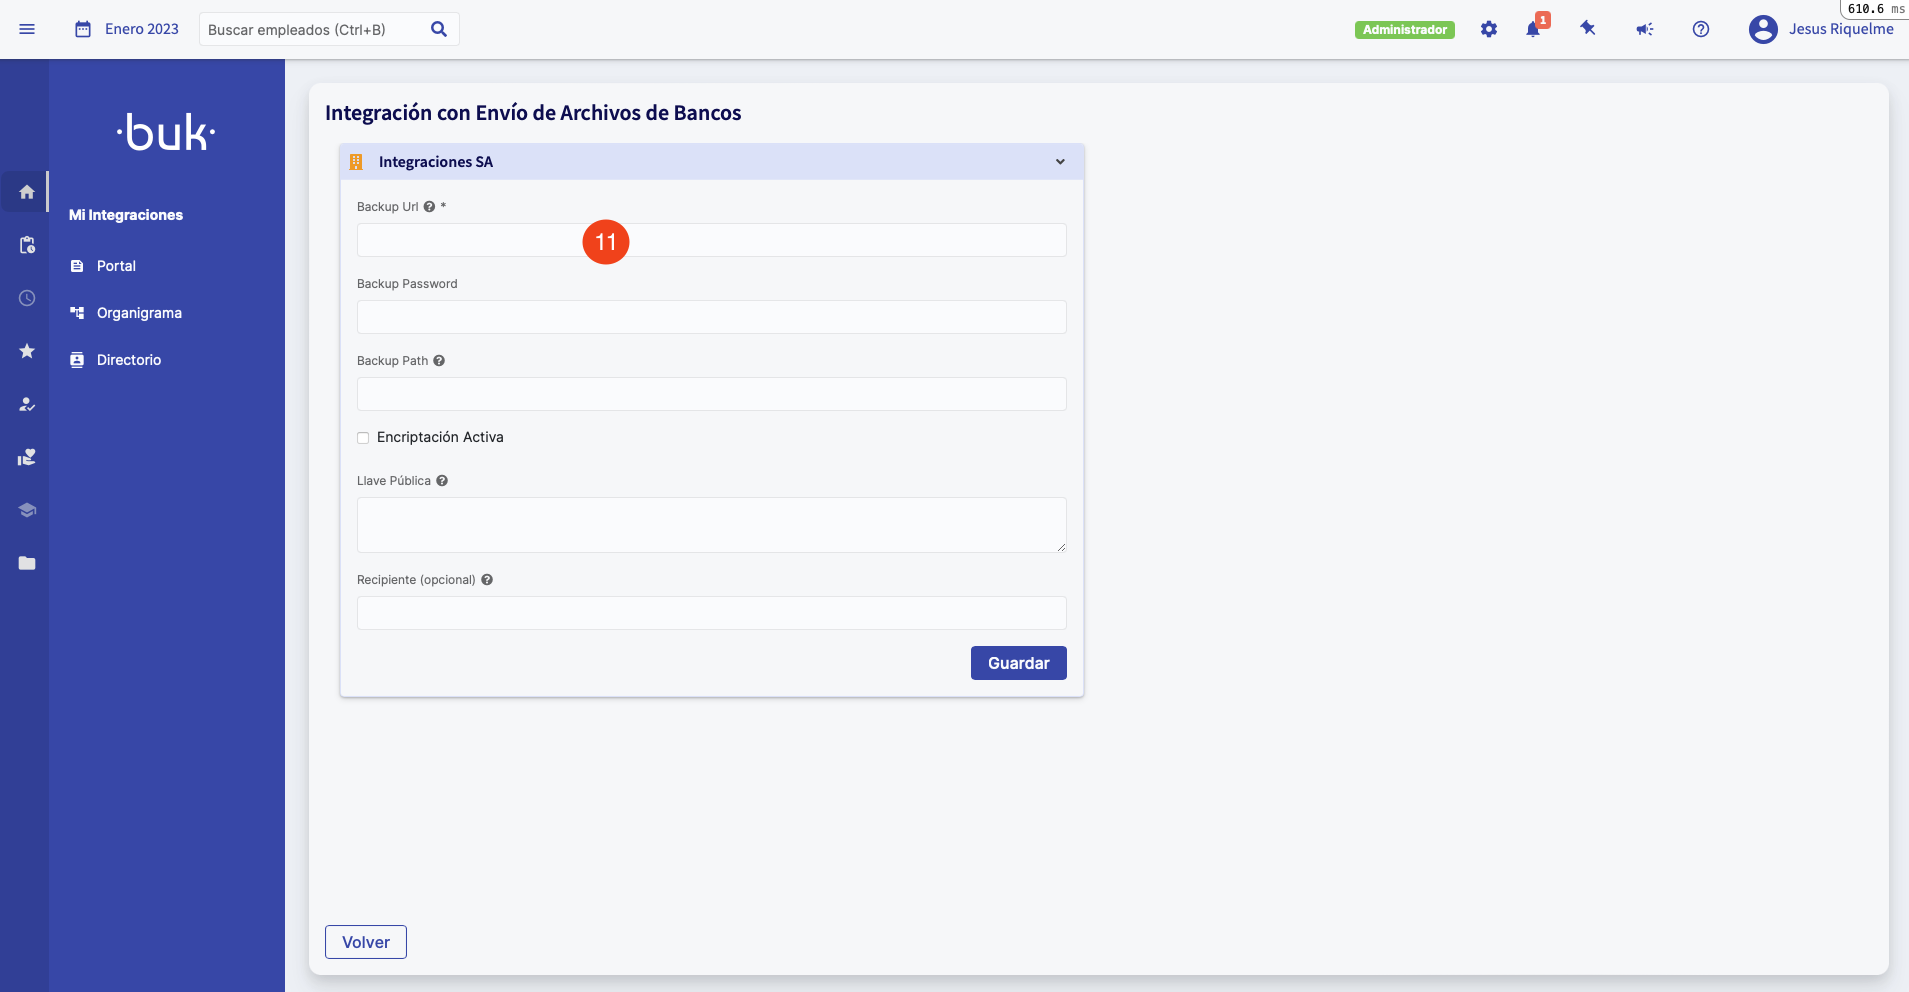 Enero 2023
Buscar empleados (Ctrl+B)
Administrador
1
610.6 ms
Jesus Riquelme
·buk·
Mi Integraciones
Portal
Organigrama
Directorio
Integración con Envío de Archivos de Bancos
Integraciones SA
Backup Url ? *
11
Backup Password
Backup Path ?
Encriptación Activa
Llave Pública ?
Recipiente (opcional) ?
Guardar
Volver